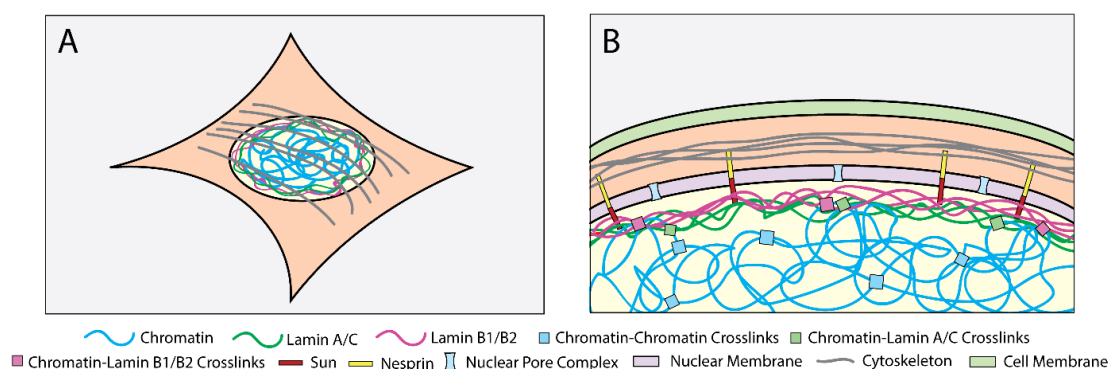 A
B
Chromatin Lamin A/C Lamin B1/B2 Chromatin-Chromatin Crosslinks Chromatin-Lamin A/C Crosslinks
Chromatin-Lamin B1/B2 Crosslinks Sun Nesprin Nuclear Pore Complex Nuclear Membrane Cytoskeleton Cell Membrane